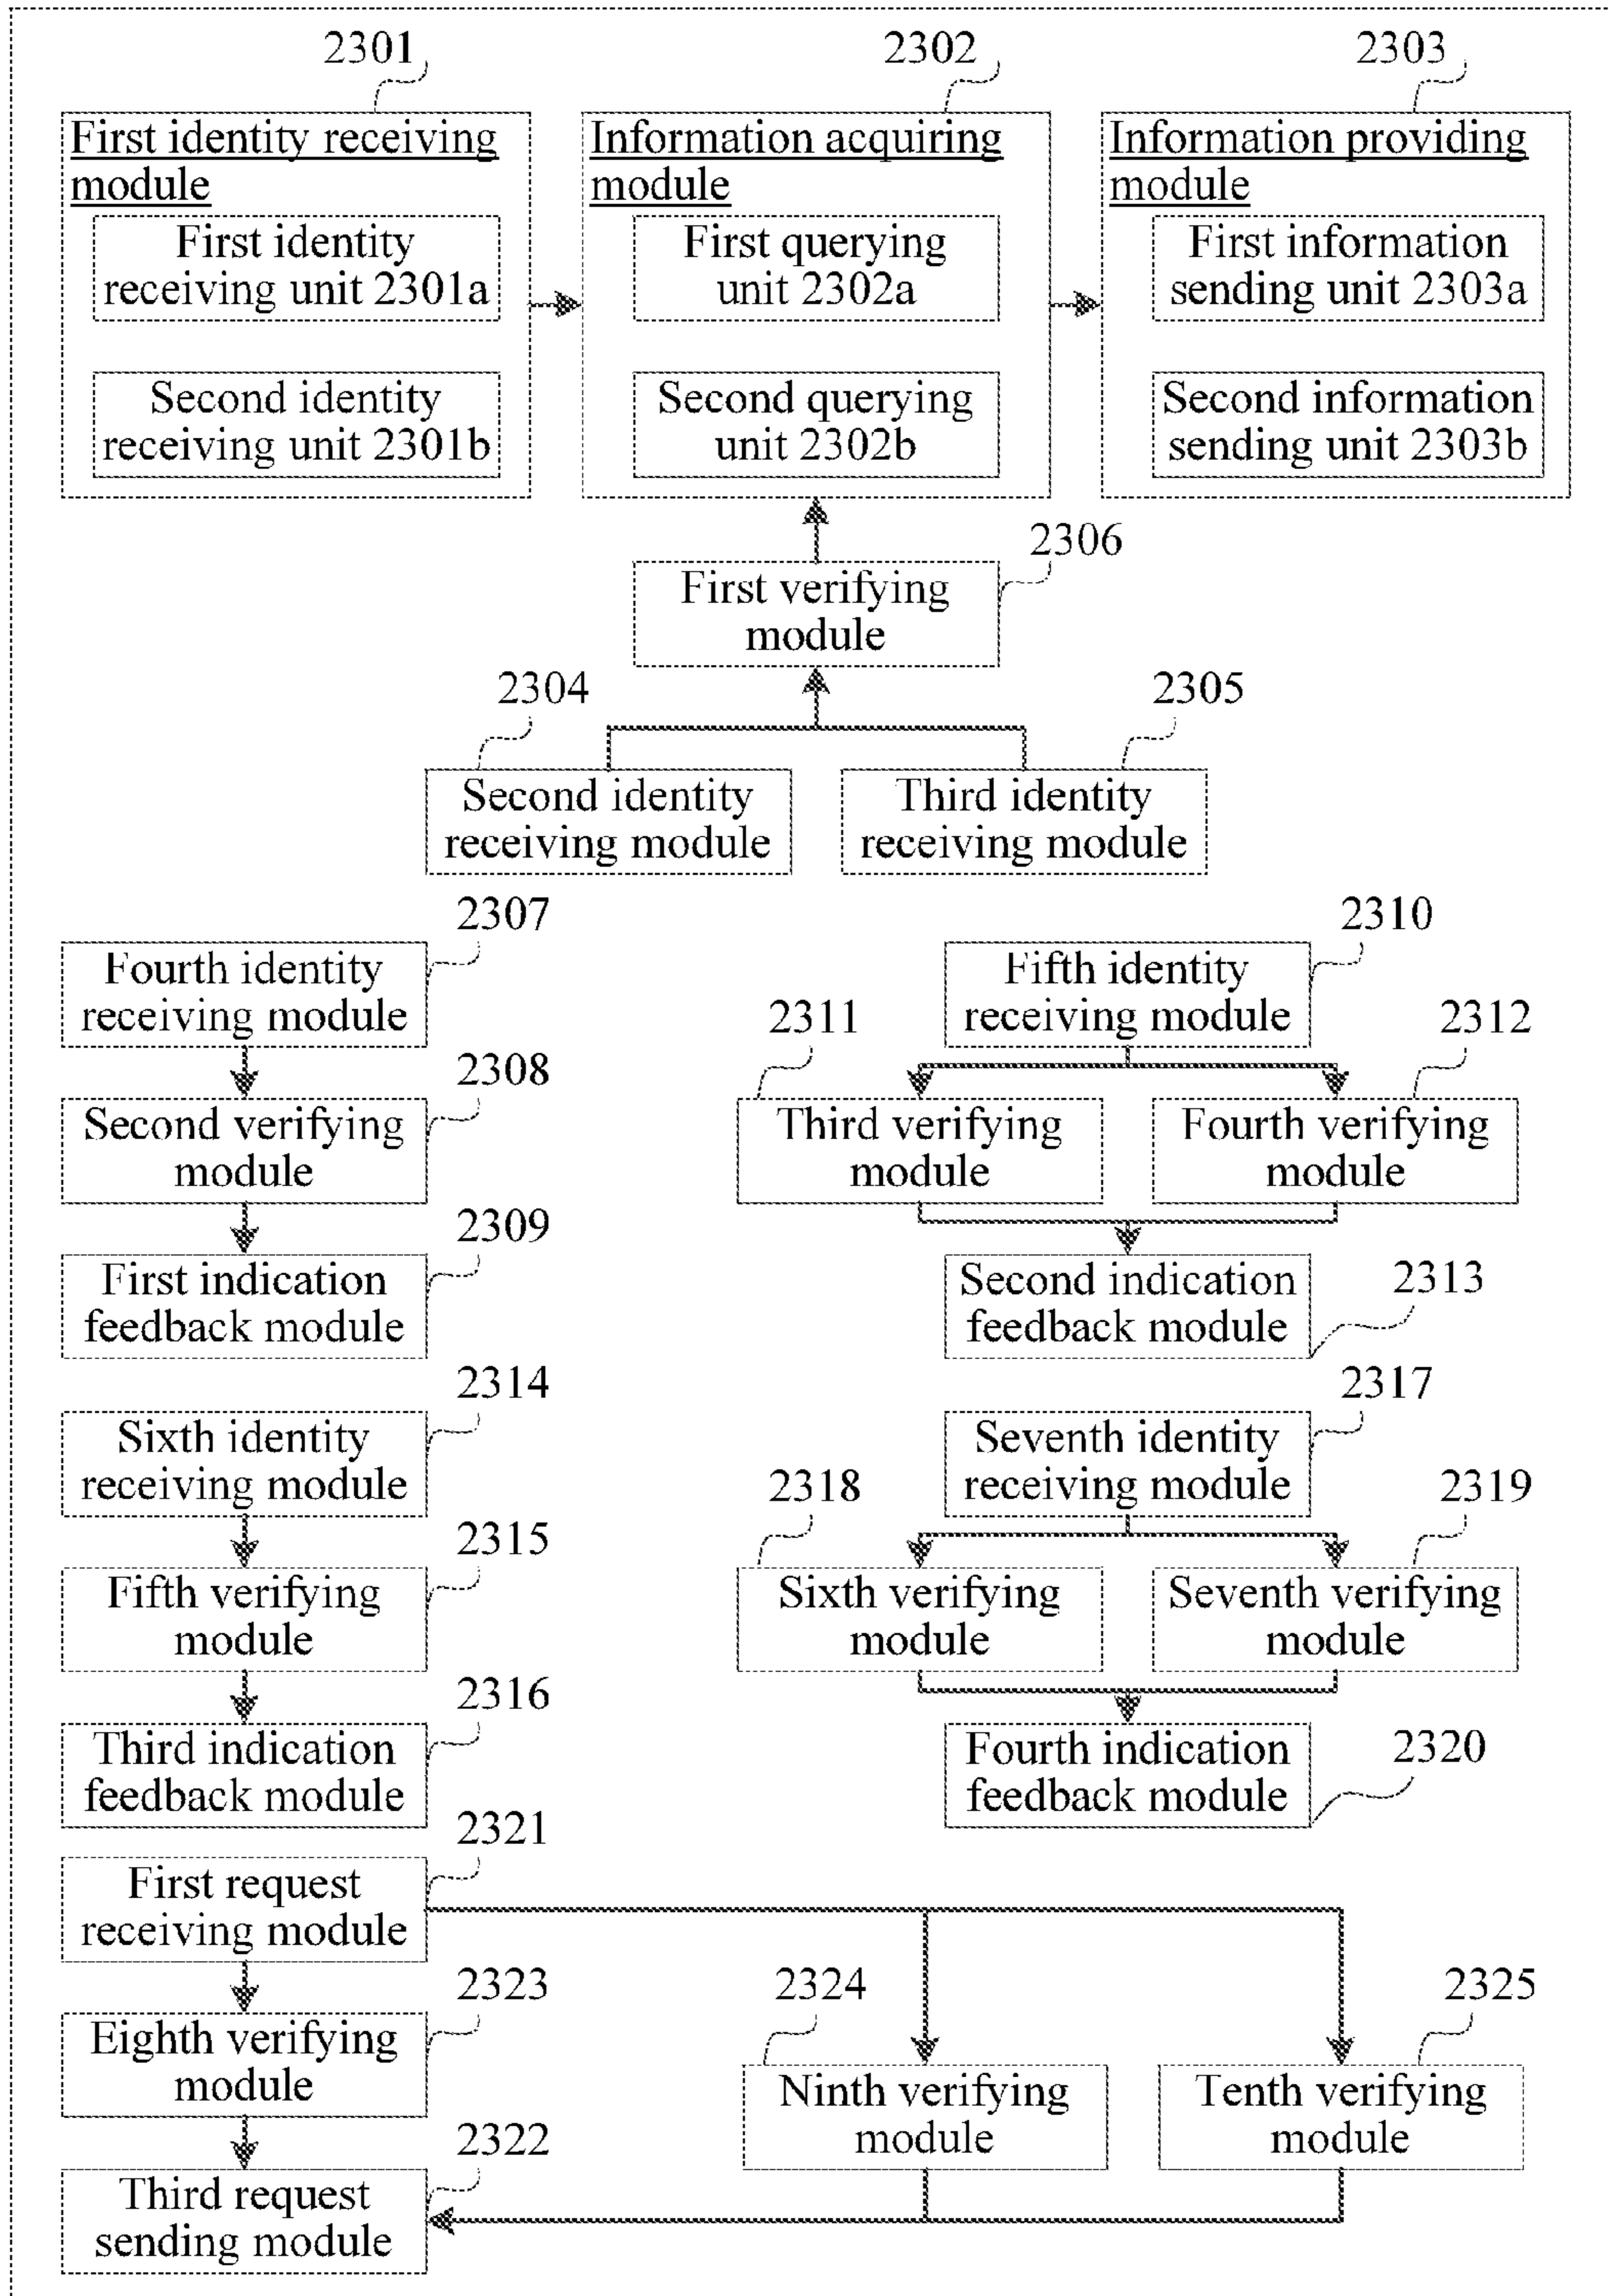 2301
2302
2303
First identity receiving
module
First identity
receiving unit 2301a
Second identity
receiving unit 2301b
Information acquiring
module
First querying
unit 2302a
Second querying
unit 2302b
Information providing
module
First information
sending unit 2303a
Second information
sending unit 2303b
2306
First verifying
module
2304
2305
Second identity
receiving module
Third identity
receiving module
2307
Fourth identity
receiving module
2308
Second verifying
module
2309
First indication
feedback module
2310
Fifth identity
receiving module
2311
2312
Third verifying
module
Fourth verifying
module
Second indication
feedback module
2313
2314
Sixth identity
receiving module
2315
Fifth verifying
module
2316
Third indication
feedback module
2317
Seventh identity
receiving module
2318
2319
Sixth verifying
module
Seventh verifying
module
Fourth indication
feedback module
2320
2321
First request
receiving module
2323
Eighth verifying
module
2324
2325
Ninth verifying
module
Tenth verifying
module
2322
Third request
sending module